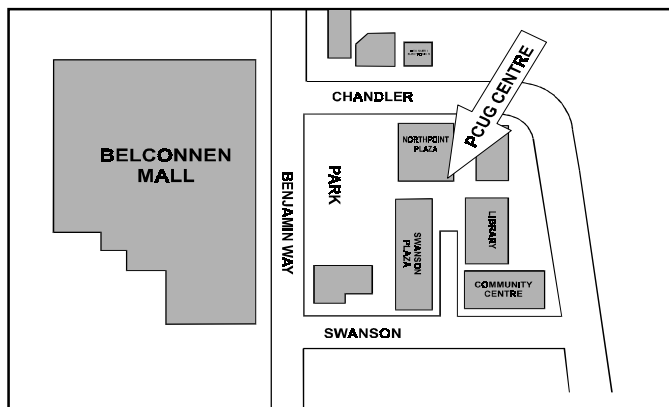 CHANDLER
PCUG CENTRE
NORTHPOINT
PLAZA
BELCONNEN
MALL
BENJAMIN WAY
PARK
SWANSON
PLAZA
LIBRARY
COMMUNITY
CENTRE
SWANSON